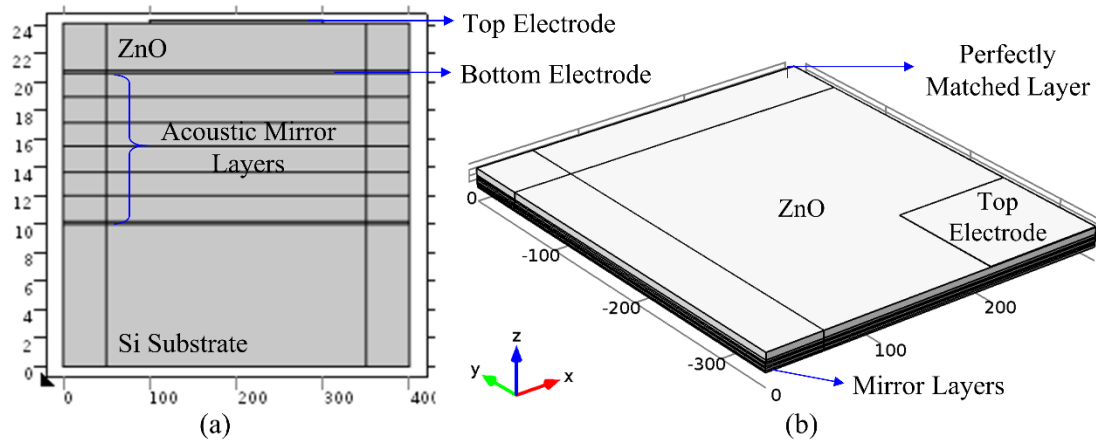 24
22
20
18
16
14
12
10
8
6
4
2
0
0
100
200
300
400
ZnO
Top Electrode
Bottom Electrode
Acoustic Mirror
Layers
Si Substrate
(a)
Perfectly
Matched Layer
ZnO
Top
Electrode
Mirror Layers
0
-100
-200
-300
0
100
200
z
y
x
(b)